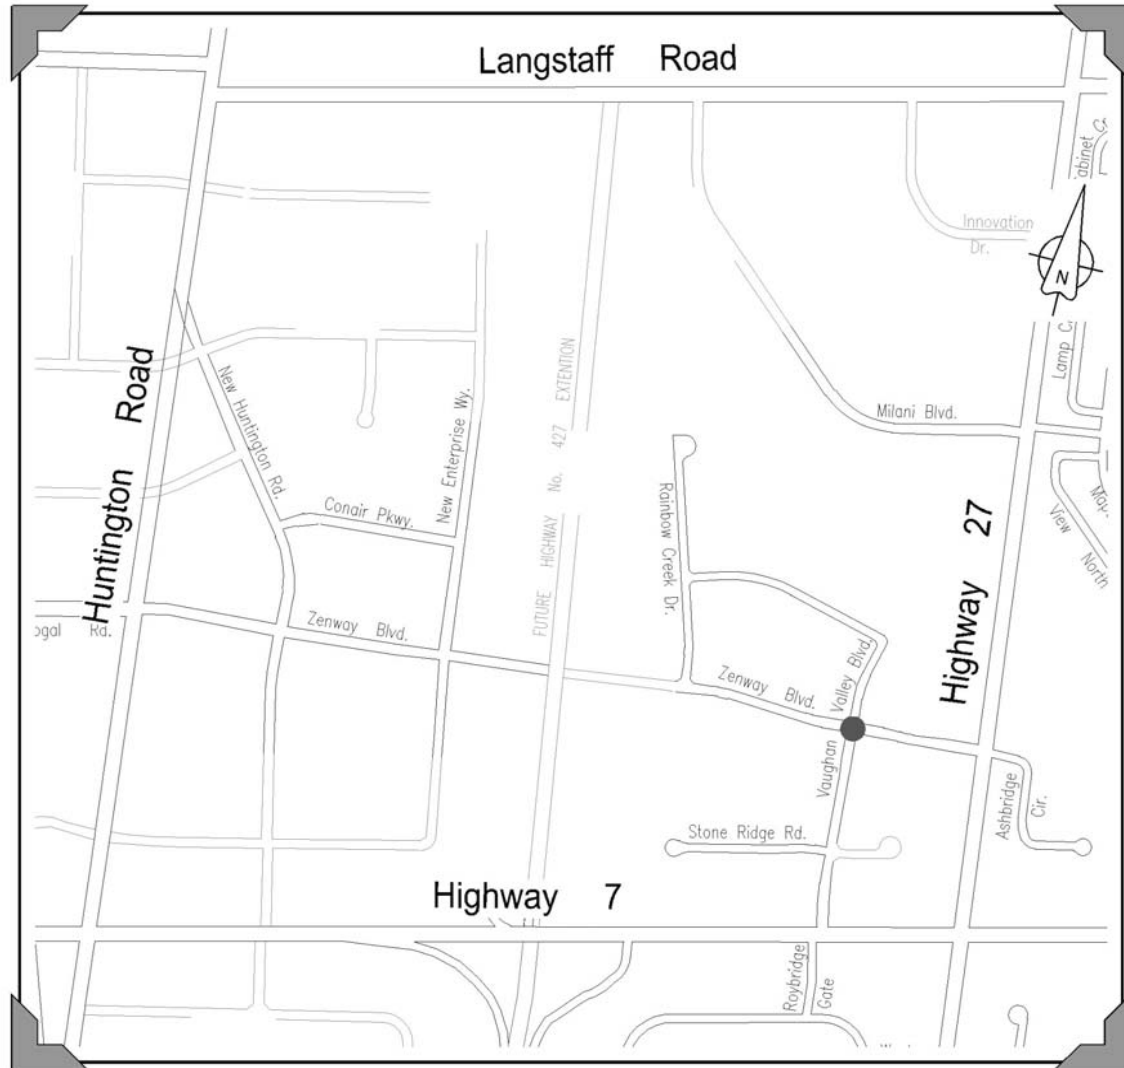 Langstaff Road
Innovation
Dr.
Huntington Road
New Huntington Rd.
Conair Pkwy.
New Enterprise Wy.
FUTURE HIGHWAY No. 427 EXTENTION
Milani Blvd.
Rainbow Creek Dr.
Lamp
View North
Highway 27
Zenway Blvd.
Rd.
Zenway Blvd.
Vaughan Valley Blvd.
Stone Ridge Rd.
Ashbridge Cir.
Highway 7
Roybridge Gate
N